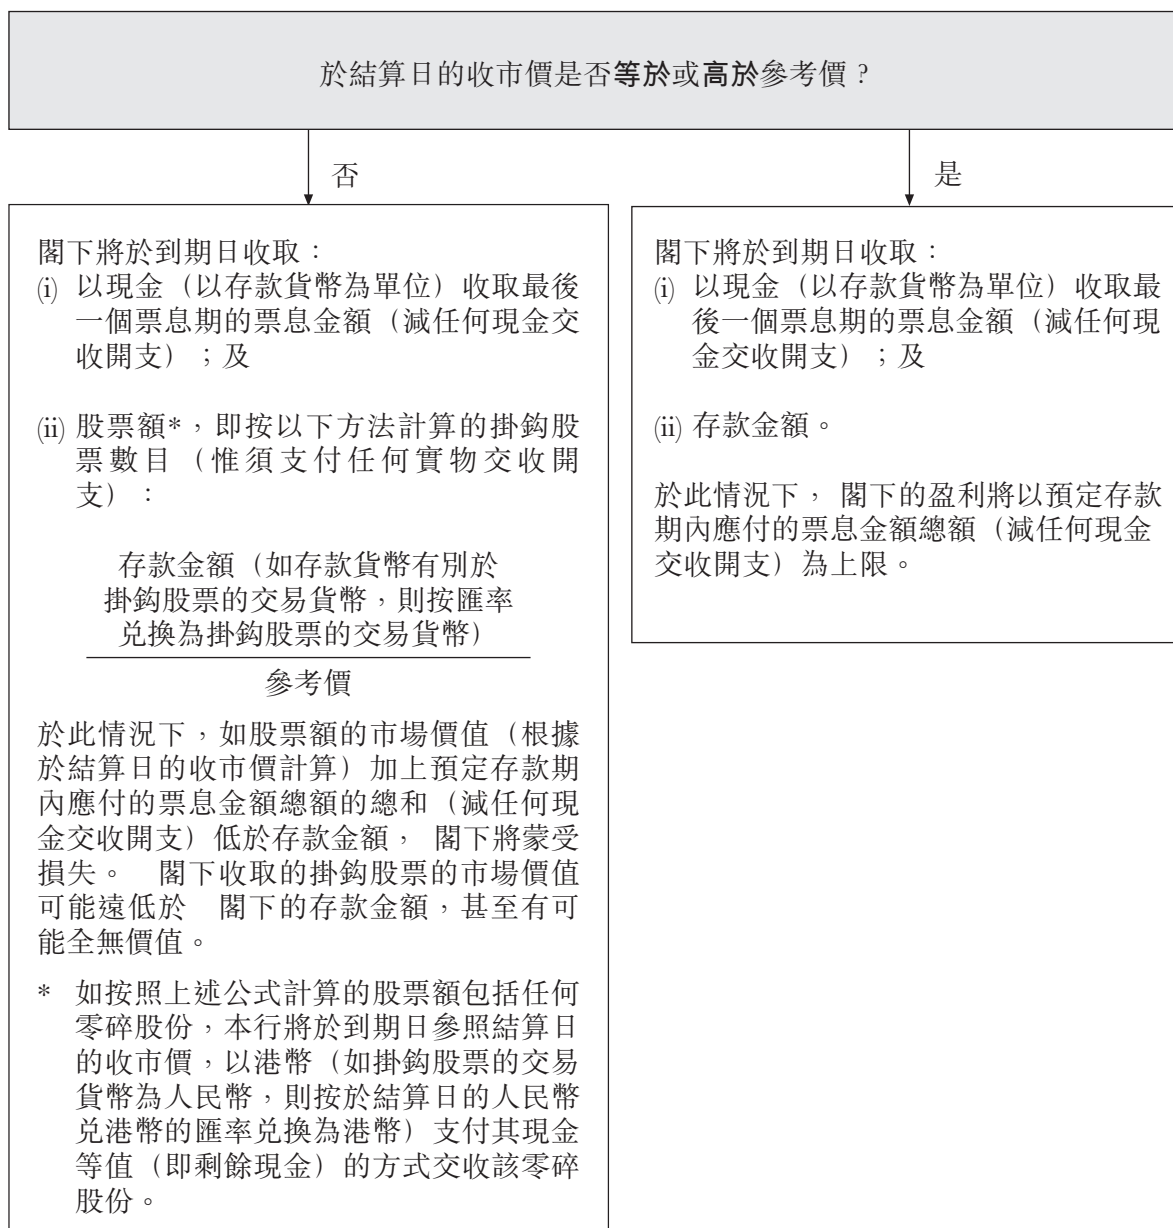 於結算日的收市價是否等於或高於參考價？
否
是
閣下將於到期日收取：
(i) 以現金（以存款貨幣為單位）收取最後
一個票息期的票息金額（減任何現金交
收開支）；及
(ii) 股票額*，即按以下方法計算的掛鈎股
票數目（惟須支付任何實物交收開
支）：
存款金額（如存款貨幣有別於
掛鈎股票的交易貨幣，則按匯率
兌換為掛鈎股票的交易貨幣）
參考價
於此情況下，如股票額的市場價值（根據
於結算日的收市價計算）加上預定存款期
內應付的票息金額總額的總和（減任何現
金交收開支）低於存款金額， 閣下將蒙受
損失。 閣下收取的掛鈎股票的市場價值
可能遠低於 閣下的存款金額，甚至有可
能全無價值。
* 如按照上述公式計算的股票額包括任何
零碎股份，本行將於到期日參照結算日
的收市價，以港幣（如掛鈎股票的交易
貨幣為人民幣，則按於結算日的人民幣
兌港幣的匯率兌換為港幣）支付其現金
等值（即剩餘現金）的方式交收該零碎
股份。
閣下將於到期日收取：
(i) 以現金（以存款貨幣為單位）收取最
後一個票息期的票息金額（減任何現
金交收開支）；及
(ii) 存款金額。
於此情況下， 閣下的盈利將以預定存款
期內應付的票息金額總額（減任何現金
交收開支）為上限。